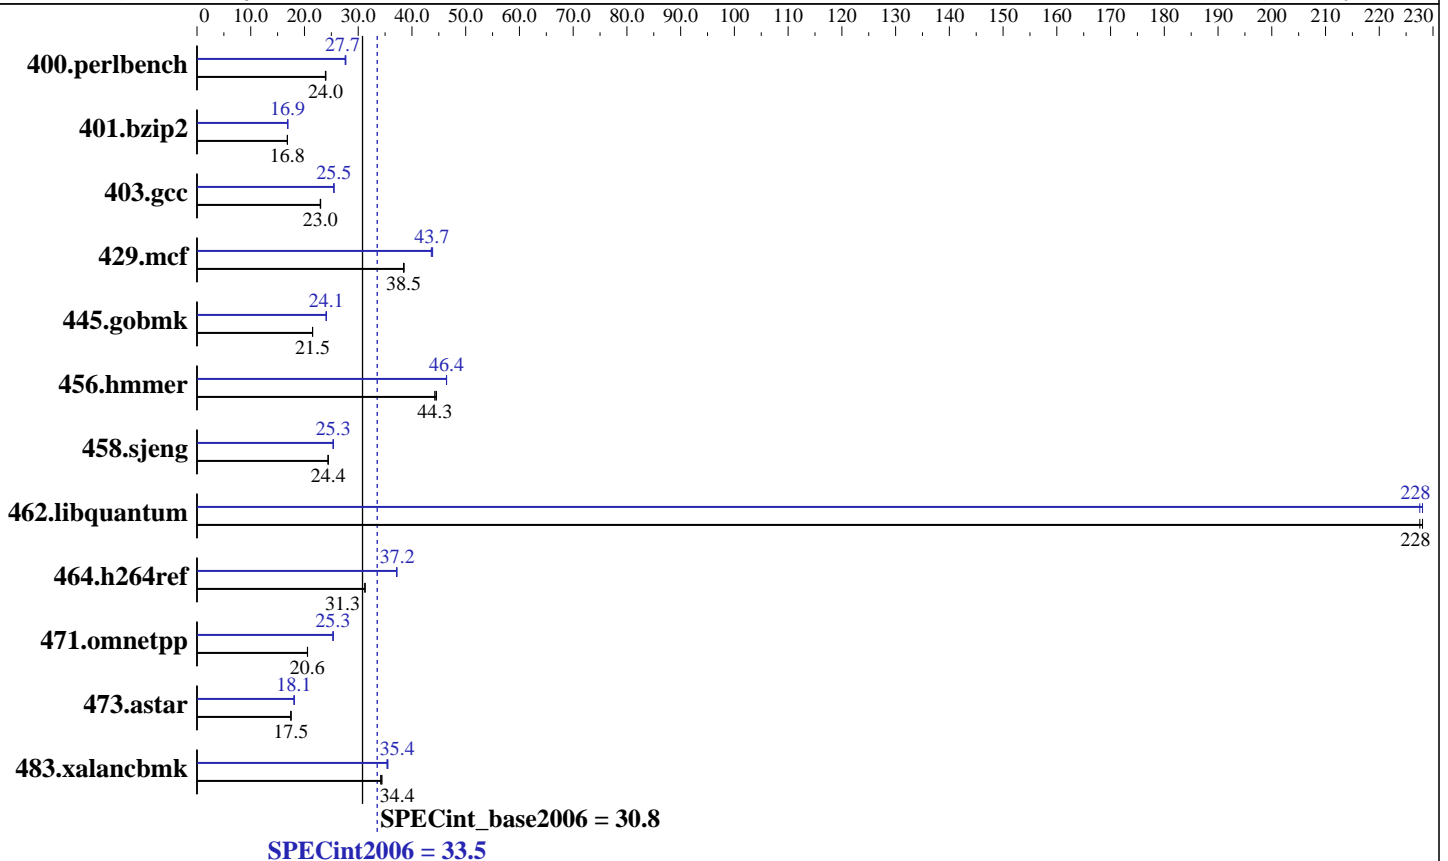 0 10.0 20.0 30.0 40.0 50.0 60.0 70.0 80.0 90.0 100 110 120 130 140 150 160 170 180 190 200 210 220 230
27.7
400.perlbench
24.0
16.9
401.bzip2
16.8
25.5
403.gcc
23.0
43.7
429.mcf
38.5
24.1
445.gobmk
21.5
46.4
456.hmmer
44.3
25.3
458.sjeng
24.4
228
462.libquantum
228
37.2
464.h264ref
31.3
25.3
471.omnetpp
20.6
18.1
473.astar
17.5
35.4
483.xalancbmk
34.4
SPECint_base2006 = 30.8
SPECint2006 = 33.5